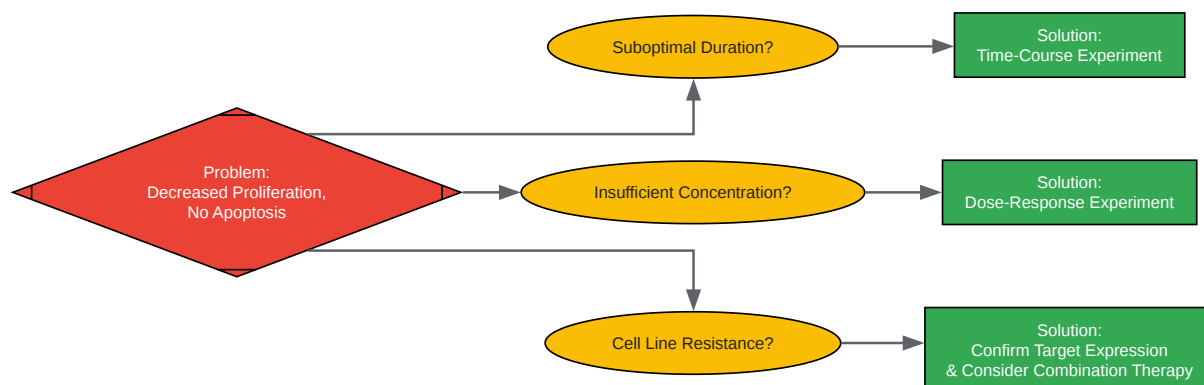 Suboptimal Duration?
Solution:
Time-Course Experiment
Problem:
Decreased Proliferation,
No Apoptosis
Insufficient Concentration?
Solution:
Dose-Response Experiment
Cell Line Resistance?
Solution:
Confirm Target Expression
& Consider Combination Therapy